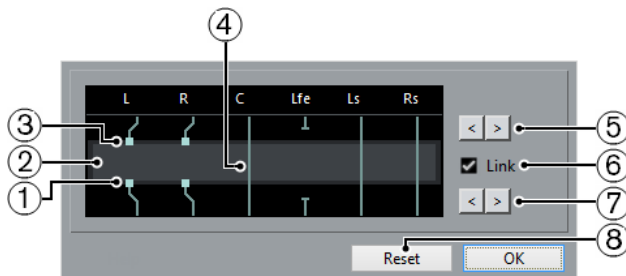 ④
L R C Lfe Ls Rs
③ < > ⑤
② ✓ Link ⑥
① < > ⑦
⑧
Reset OK